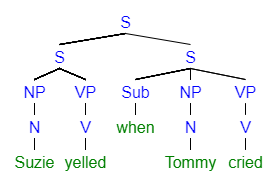 S
S S
NP VP Sub NP VP
N V when N V
Suzie yelled Tommy cried